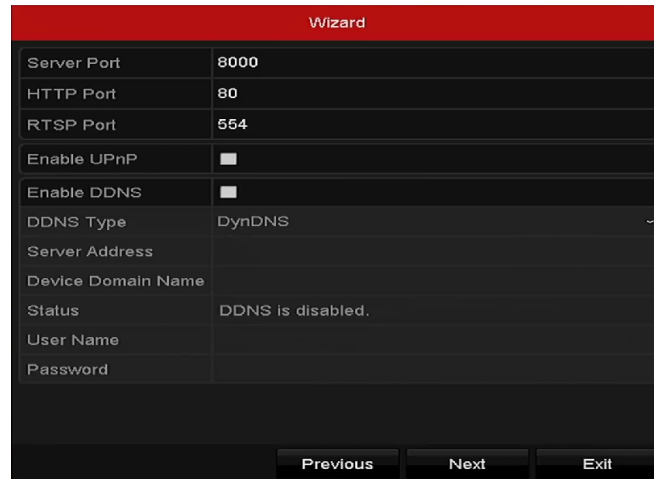 Wizard
Server Port 8000
HTTP Port 80
RTSP Port 554
Enable UPnP
Enable DDNS
DDNS Type DynDNS
Server Address
Device Domain Name
Status DDNS is disabled.
User Name
Password
Previous Next Exit